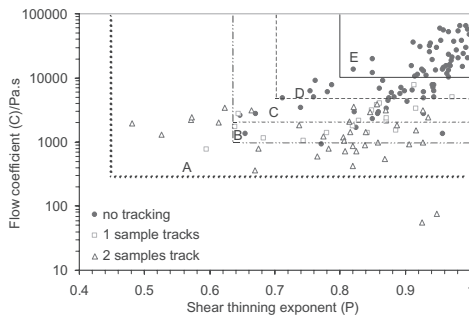 Flow coefficient (C)/Pa.s
100000
10000
1000
100
10
E
D
C
B
A
no tracking
1 sample tracks
2 samples track
0.4 0.5 0.6 0.7 0.8 0.9 1
Shear thinning exponent (P)